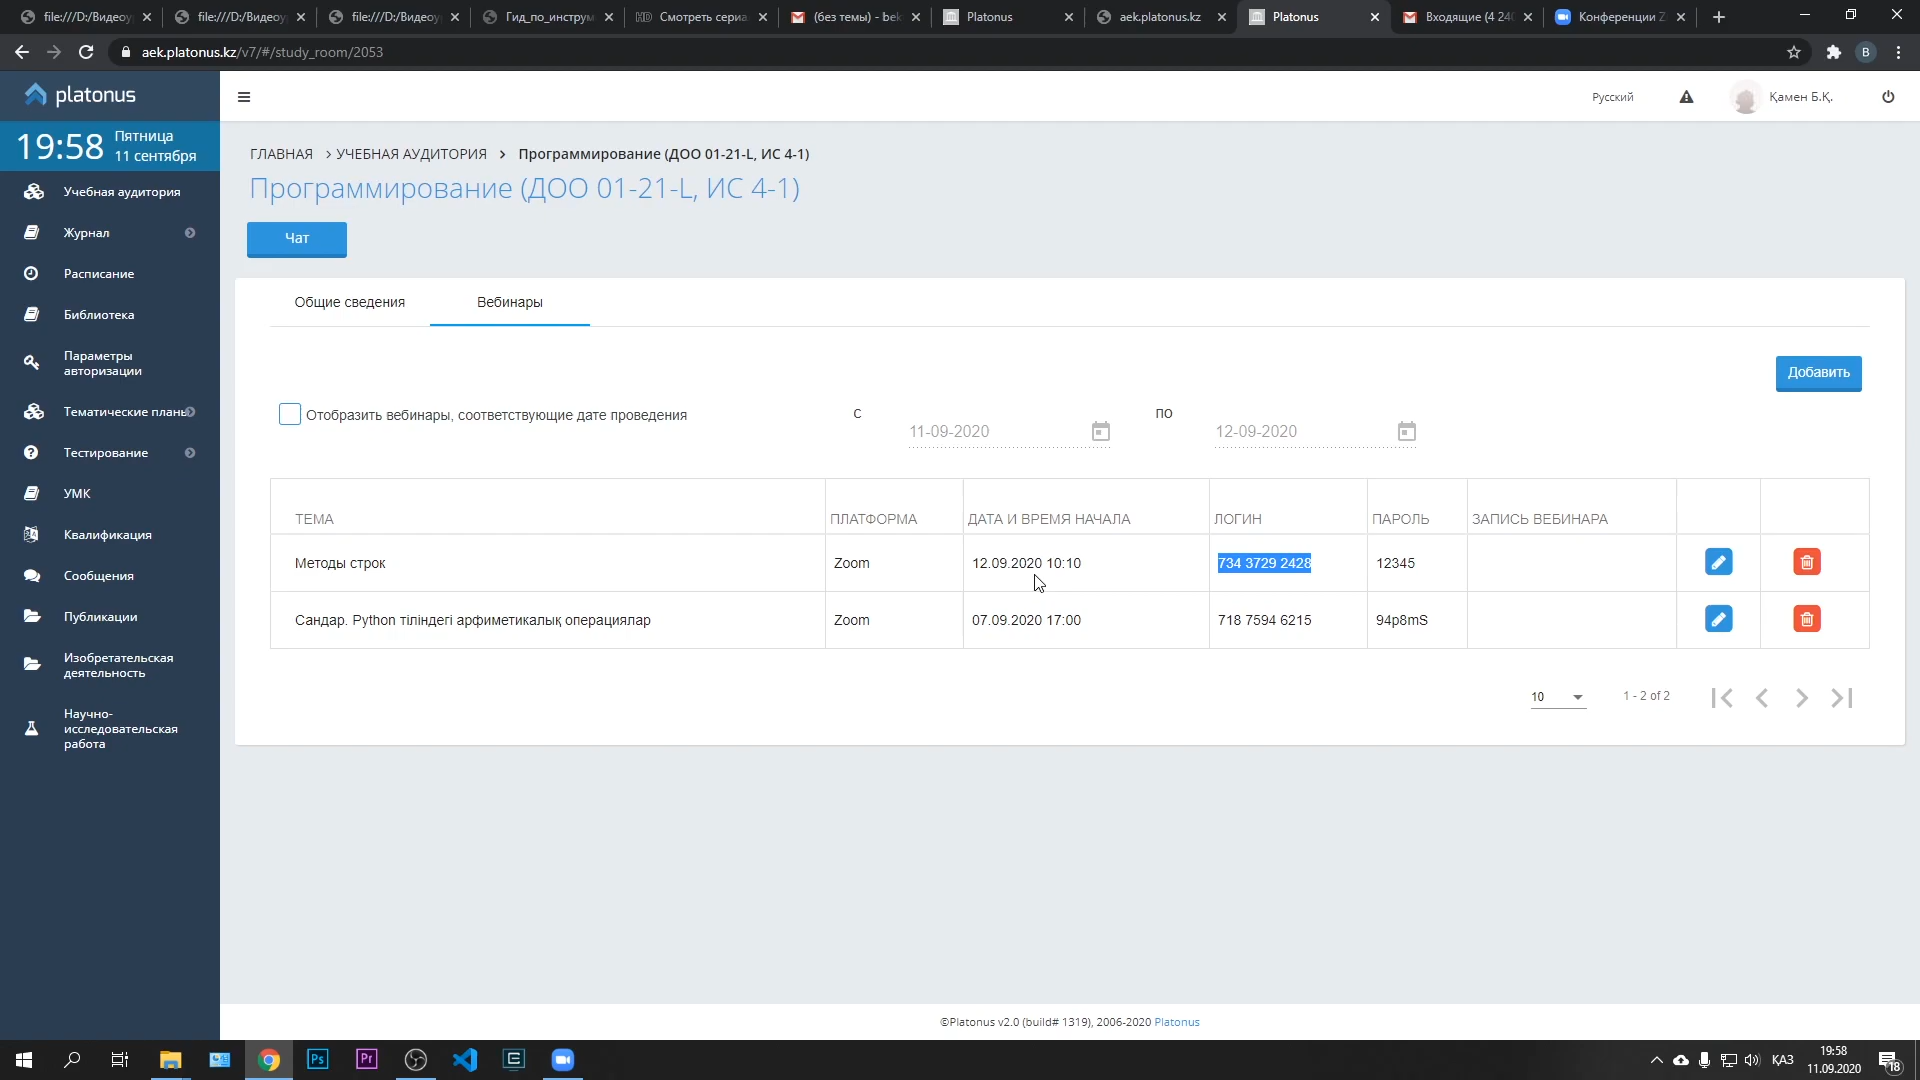 file:///D:/Видеоу
file:///D:/Видеоу
file:///D:/Видеоу
Гид_по_инструм
HD Смотреть сериа
(без темы) - bek
Platonus
aek.platonus.kz
Platonus
Входящие (4 24
Конференции Z
aek.platonus.kz/v7/#/study_room/2053
B
platonus
Русский
Қамен Б.Қ.
19:58
Пятница
11 сентября
Учебная аудитория
Журнал
Расписание
Библиотека
Параметры
авторизации
Тематические планы
Тестирование
УМК
Квалификация
Сообщения
Публикации
Изобретательская
деятельность
Научно-
исследовательская
работа
ГЛАВНАЯ > УЧЕБНАЯ АУДИТОРИЯ > Программирование (ДОО 01-21-L, ИС 4-1)
Программирование (ДОО 01-21-L, ИС 4-1)
Чат
Общие сведения
Вебинары
Добавить
Отобразить вебинары, соответствующие дате проведения
С
11-09-2020
ПО
12-09-2020
ТЕМА ПЛАТФОРМА ДАТА И ВРЕМЯ НАЧАЛА ЛОГИН ПАРОЛЬ ЗАПИСЬ ВЕБИНАРА
Методы строк Zoom 12.09.2020 10:10 734 3729 2428 12345
Сандар. Python тіліндегі арфиметикалық операциялар Zoom 07.09.2020 17:00 718 7594 6215 94p8mS
10
1 - 2 of 2
©Platonus v2.0 (build# 1319), 2006-2020 Platonus
Ps
Pr
ҚАЗ
19:58
11.09.2020
18